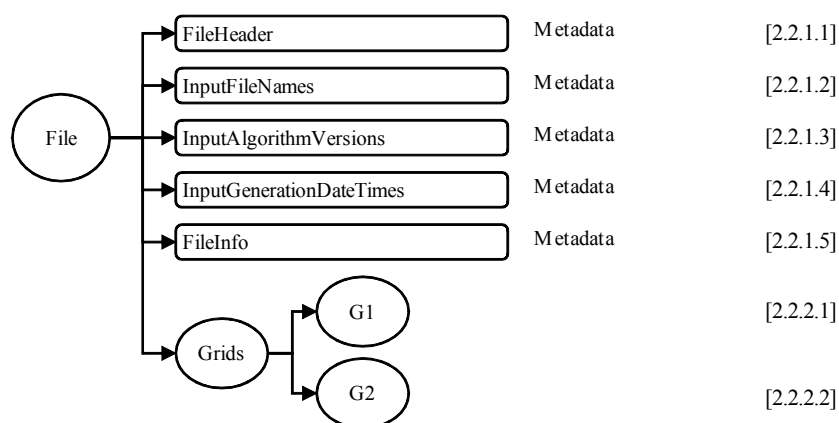 FileHeader Metadata [2.2.1.1]
InputFileNames Metadata [2.2.1.2]
File
InputAlgorithmVersions Metadata [2.2.1.3]
InputGenerationDateTimes Metadata [2.2.1.4]
FileInfo Metadata [2.2.1.5]
G1 [2.2.2.1]
Grids
G2 [2.2.2.2]